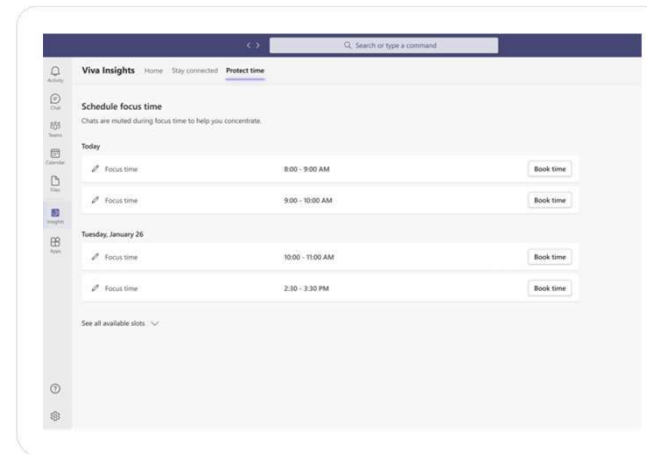 Search or type a command
Activity
Chat
Teams
Calendar
Files
Insights
Apps
Viva Insights Home Stay connected Protect time
Schedule focus time
Chats are muted during focus time to help you concentrate.
Today
Focus time 8:00 - 9:00 AM Book time
Focus time 9:00 - 10:00 AM Book time
Tuesday, January 26
Focus time 10:00 - 11:00 AM Book time
Focus time 2:30 - 3:30 PM Book time
See all available slots